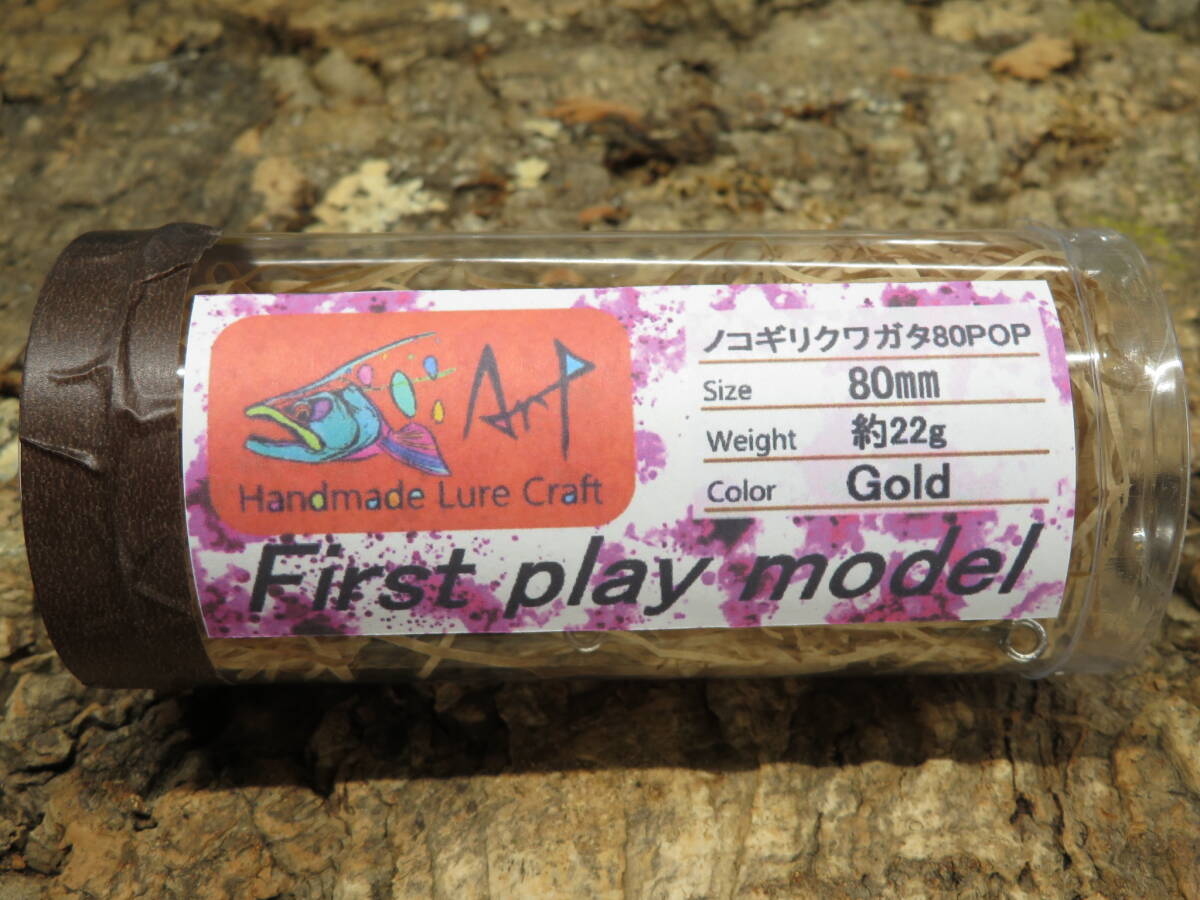 Art
Handmade Lure Craft
ノコギリクワガタ80POP
Size 80mm
Weight 約22g
Color Gold
First play model